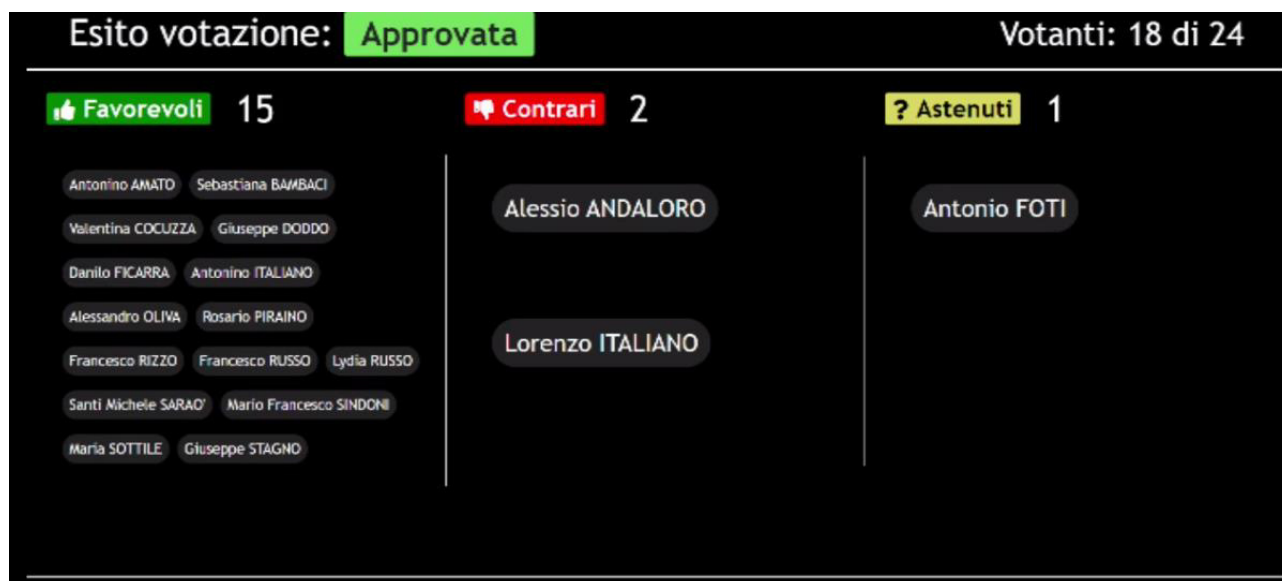 Esito votazione: Approvata
Votanti: 18 di 24
Favorevoli 15
Antonino AMATO Sebastiana BAMBACI
Valentina COCUZZA Giuseppe DODDO
Danilo FICARRA Antonino ITALIANO
Alessandro OLIVA Rosario PIRAINO
Francesco RIZZO Francesco RUSSO Lydia RUSSO
Santi Michele SARAO' Mario Francesco SINDONI
Maria SOTTILE Giuseppe STAGNO
Contrari 2
Alessio ANDALORO
Lorenzo ITALIANO
? Astenuti 1
Antonio FOTI